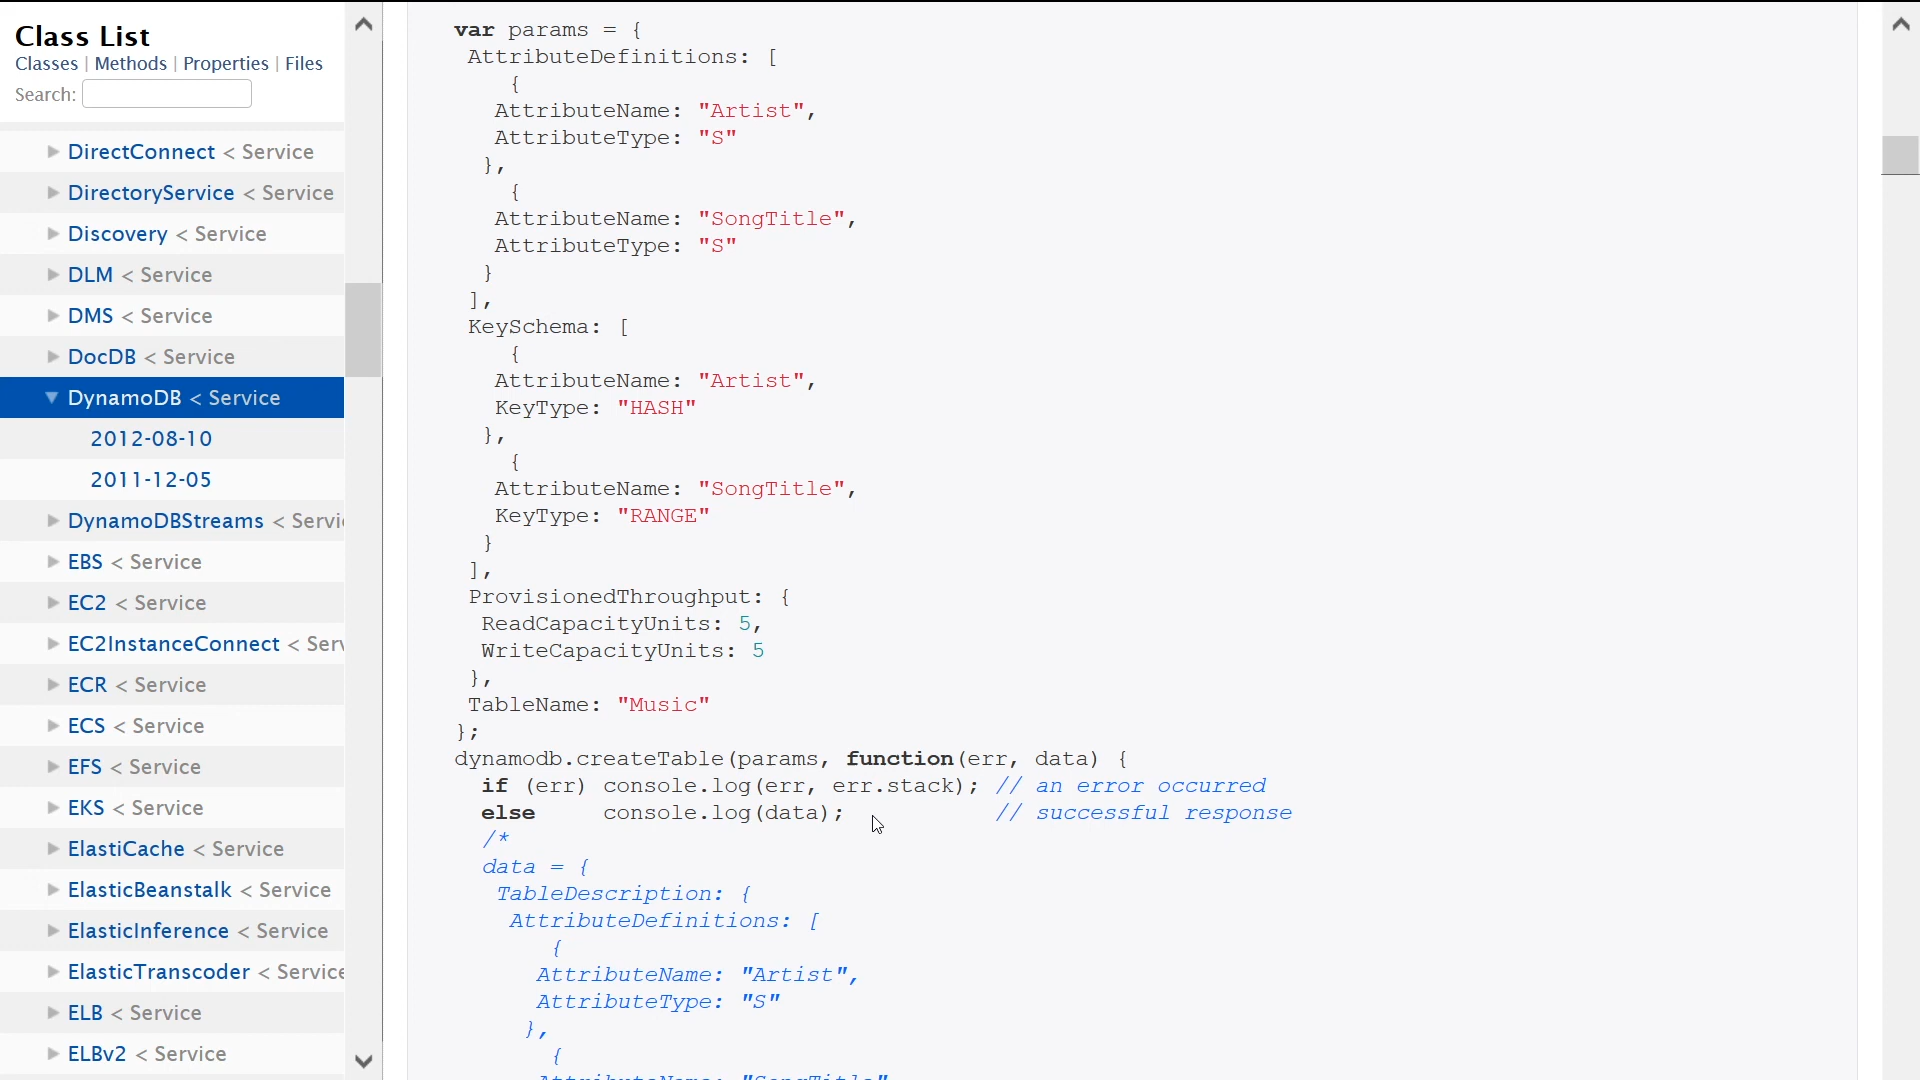 Class List
Classes | Methods | Properties | Files
Search:
DirectConnect < Service
DirectoryService < Service
Discovery < Service
DLM < Service
DMS < Service
DocDB < Service
DynamoDB < Service
2012-08-10
2011-12-05
DynamoDBStreams < Servi
EBS < Service
EC2 < Service
EC2InstanceConnect < Serv
ECR < Service
ECS < Service
EFS < Service
EKS < Service
ElastiCache < Service
ElasticBeanstalk < Service
ElasticInference < Service
ElasticTranscoder < Service
ELB < Service
ELBv2 < Service
var params = {
AttributeDefinitions: [
{
AttributeName: "Artist",
AttributeType: "S"
},
{
AttributeName: "SongTitle",
AttributeType: "S"
}
],
KeySchema: [
{
AttributeName: "Artist",
KeyType: "HASH"
},
{
AttributeName: "SongTitle",
KeyType: "RANGE"
}
],
ProvisionedThroughput: {
ReadCapacityUnits: 5,
WriteCapacityUnits: 5
},
TableName: "Music"
};
dynamodb.createTable(params, function(err, data) {
if (err) console.log(err, err.stack); // an error occurred
else console.log(data); // successful response
/*
data = {
TableDescription: {
AttributeDefinitions: [
{
AttributeName: "Artist",
AttributeType: "S"
},
{
AttributeName: "SongTitle"